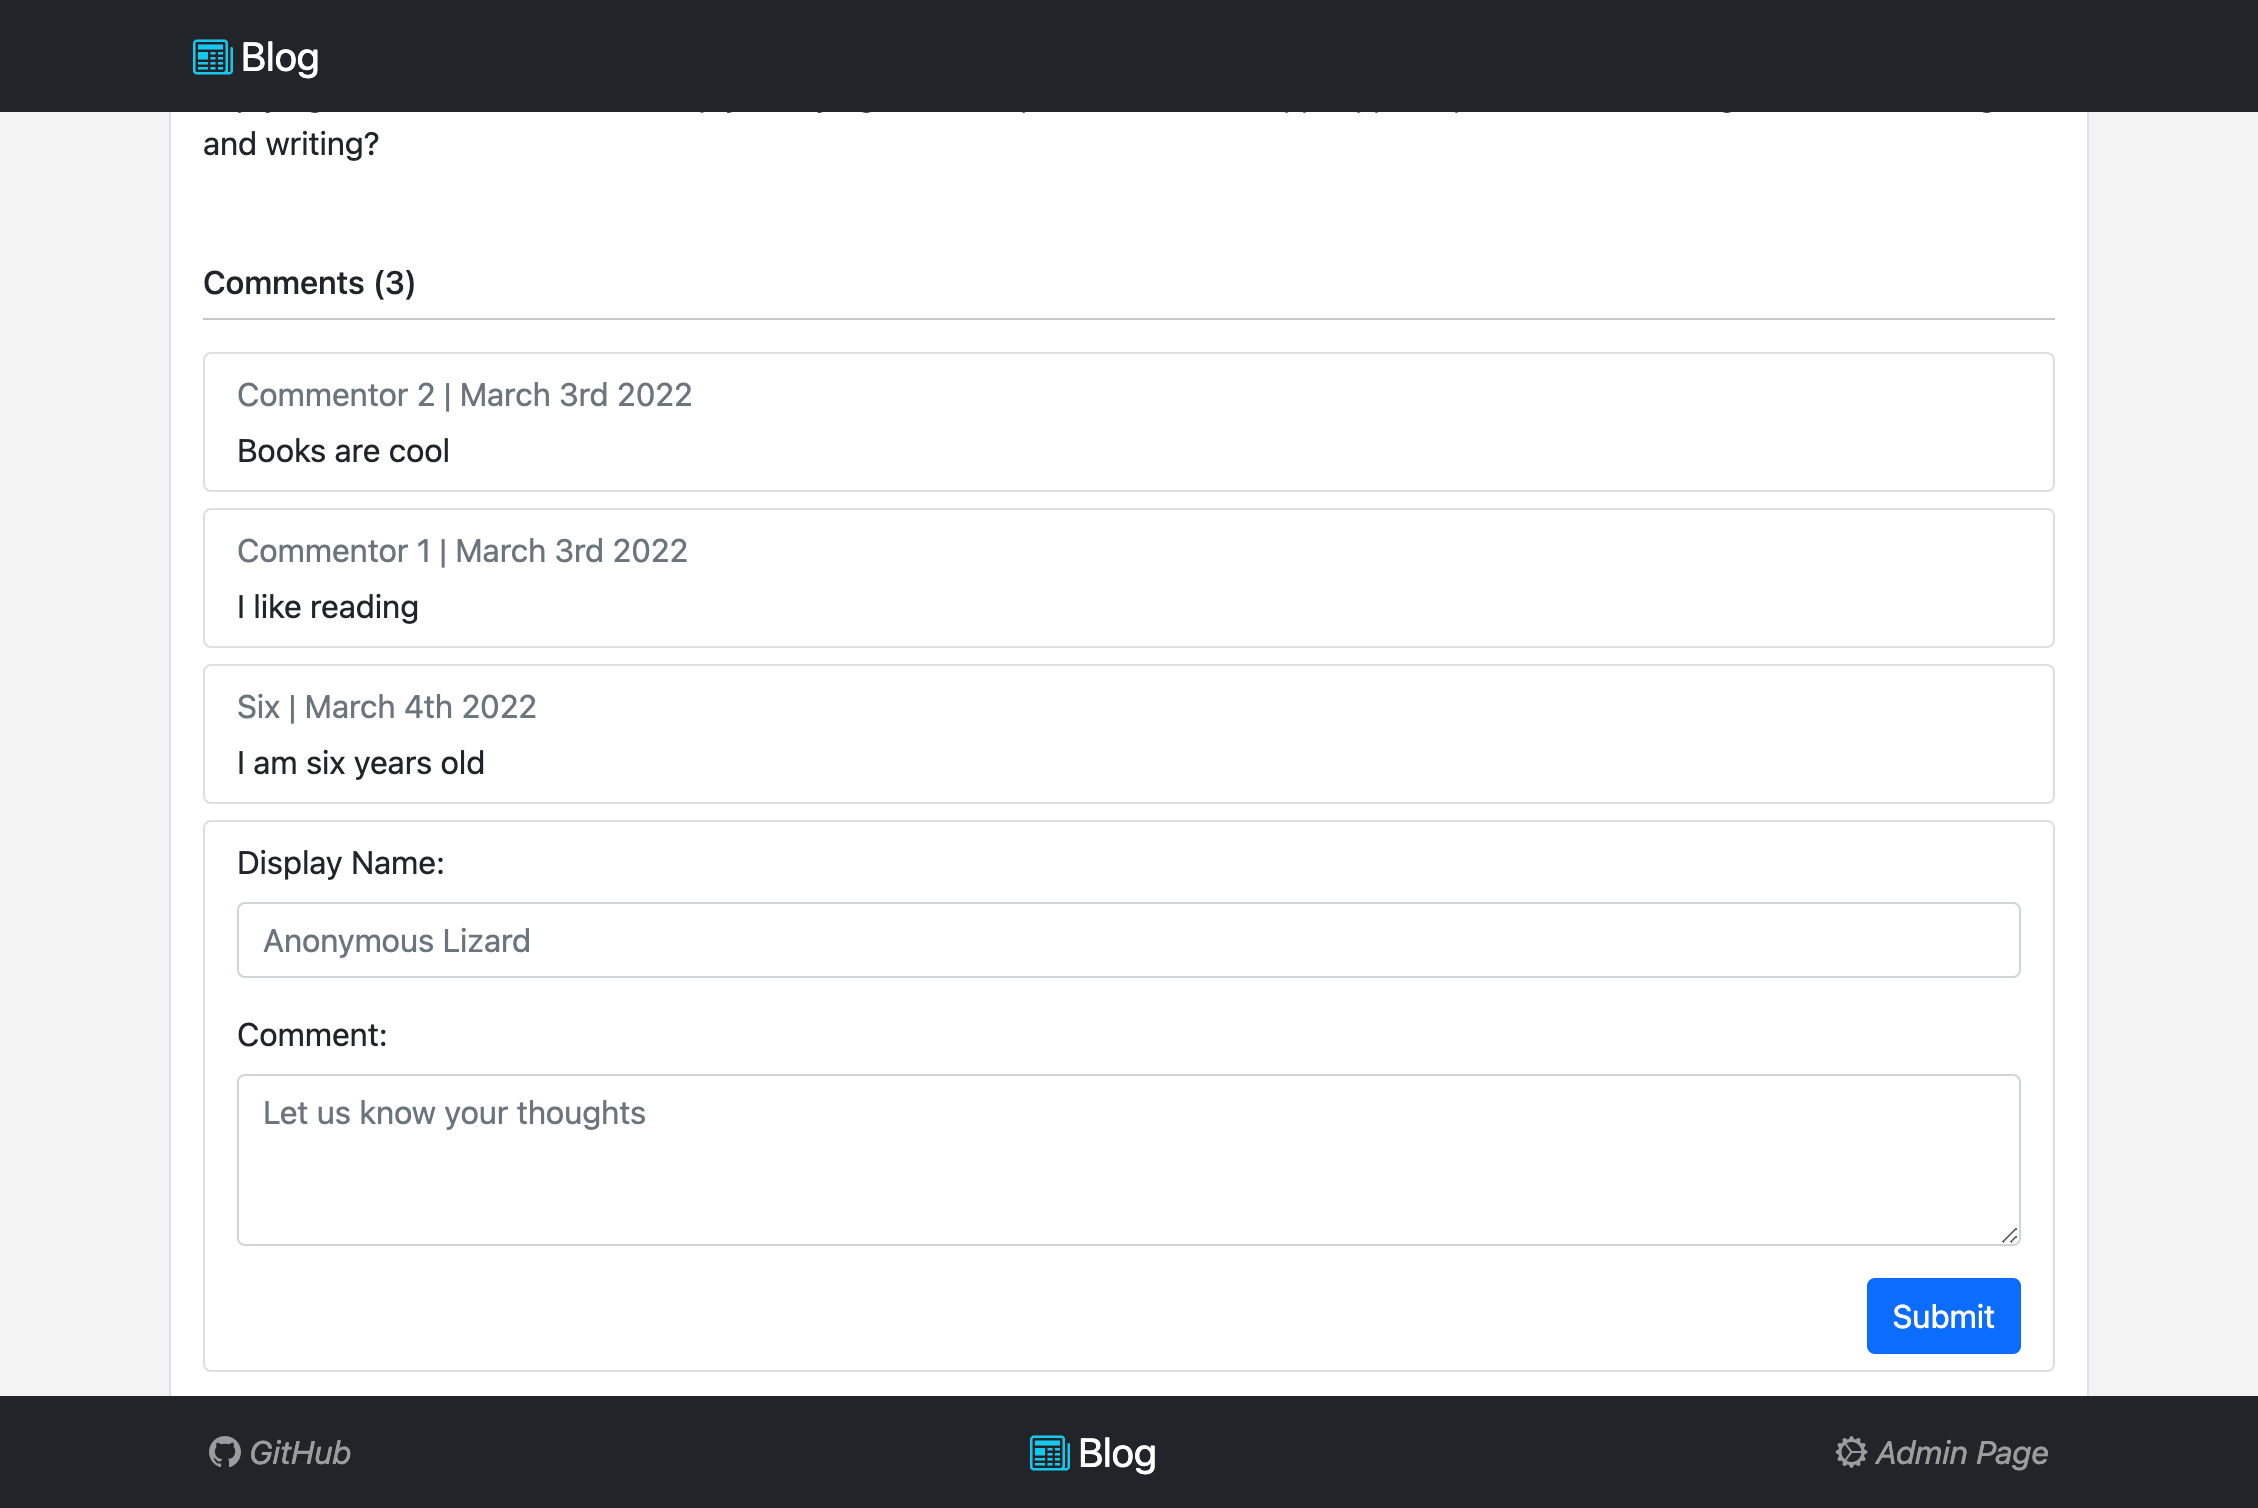 Blog
and writing?
Comments (3)
Commentor 2 | March 3rd 2022
Books are cool
Commentor 1 | March 3rd 2022
I like reading
Six | March 4th 2022
I am six years old
Display Name:
Anonymous Lizard
Comment:
Let us know your thoughts
Submit
GitHub
Blog
Admin Page